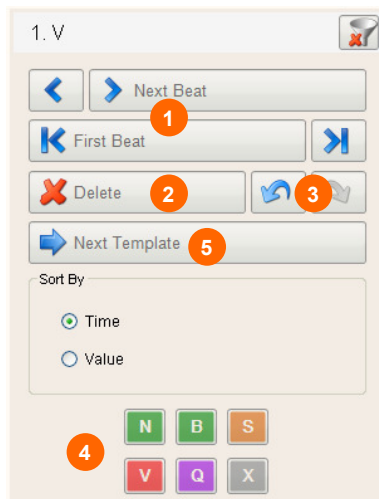 1. V
Next Beat
1
First Beat
Delete 2 3
Next Template 5
Sort By
Time
Value
N B S
4
V Q X